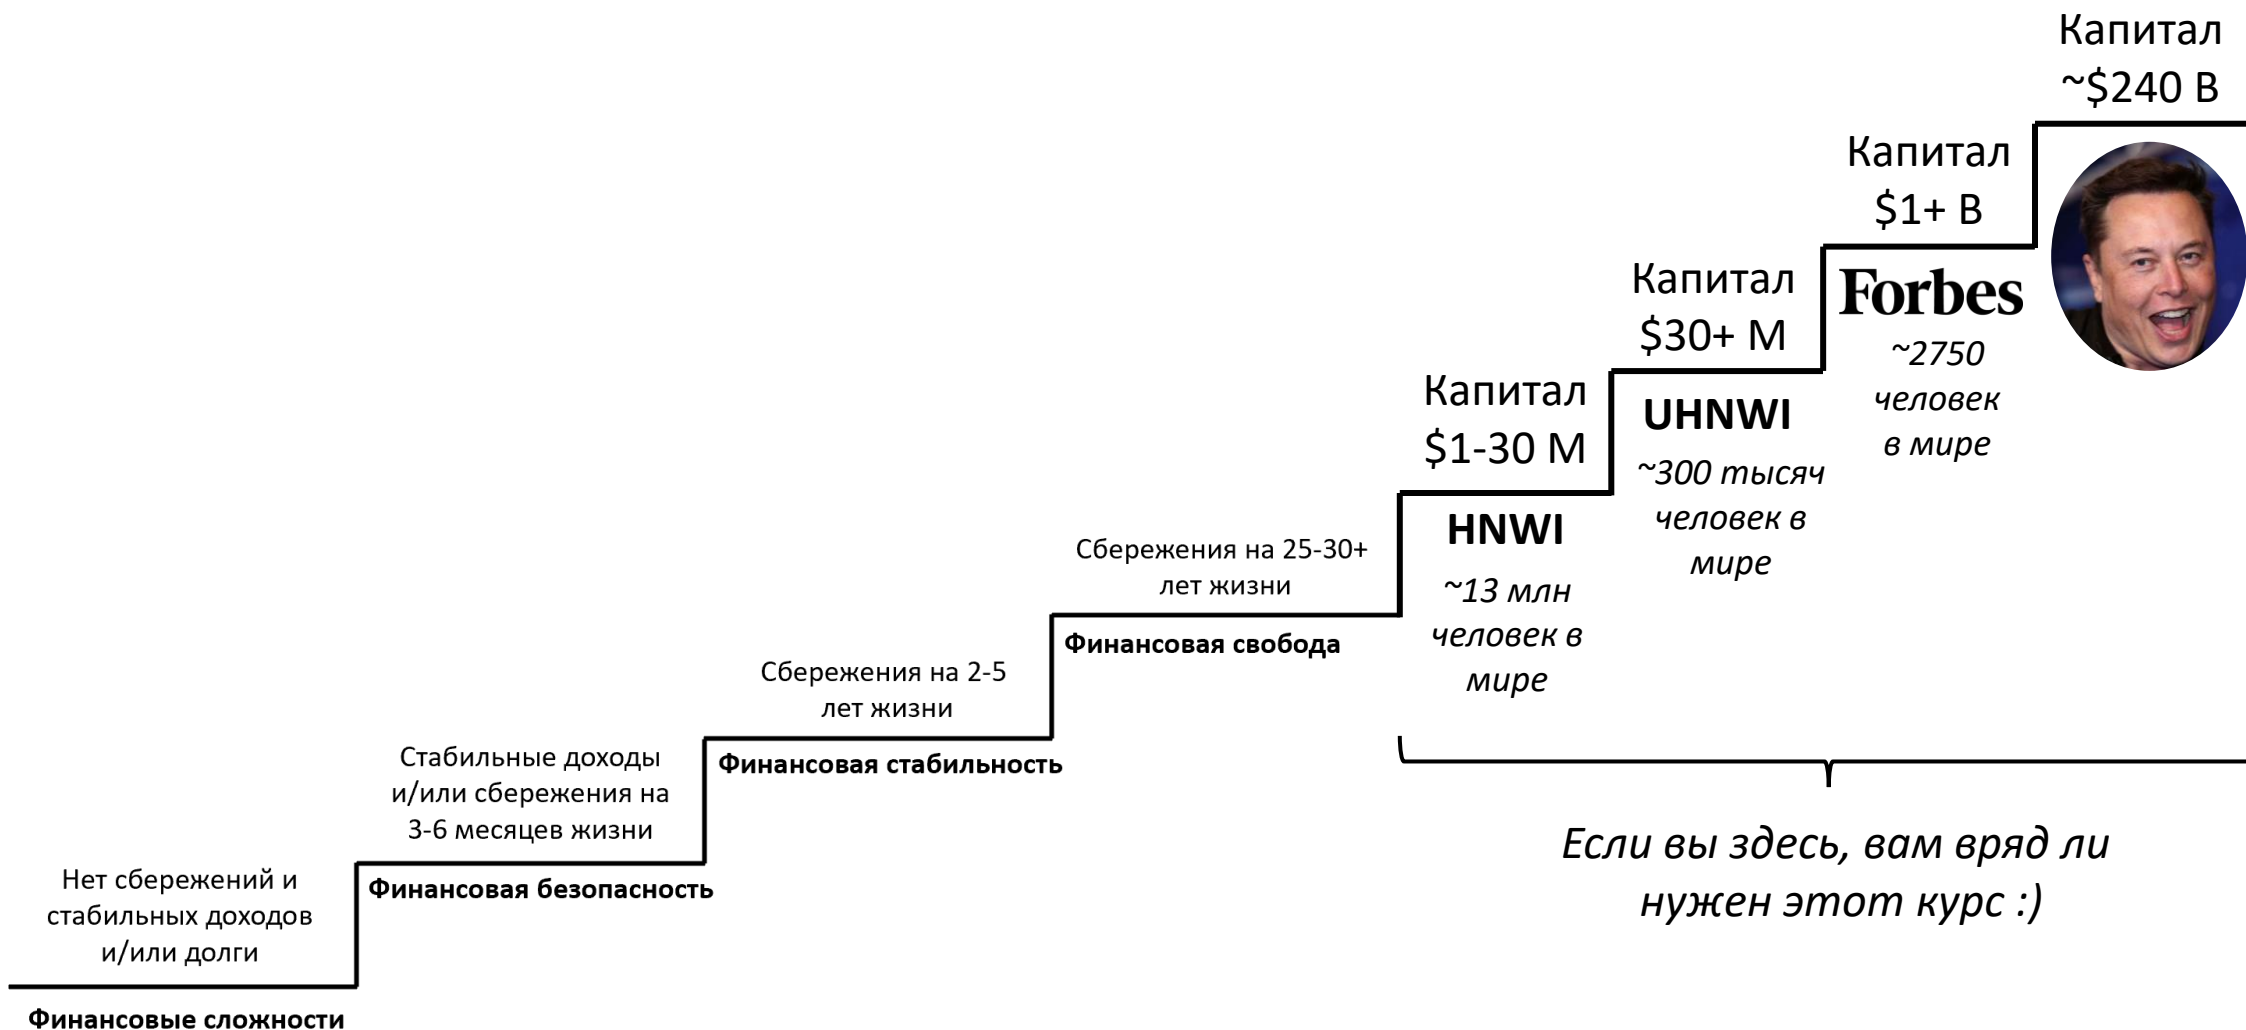 Нет сбережений и
стабильных доходов
и/или долги
Финансовые сложности
Стабильные доходы
и/или сбережения на
3-6 месяцев жизни
Финансовая безопасность
Сбережения на 2-5
лет жизни
Финансовая стабильность
Сбережения на 25-30+
лет жизни
Финансовая свобода
Капитал
$1-30 M
HNWI
~13 млн
человек в
мире
Капитал
$30+ M
UHNWI
~300 тысяч
человек в
мире
Капитал
$1+ B
Forbes
~2750
человек
в мире
Капитал
~$240 B
Если вы здесь, вам вряд ли
нужен этот курс :)